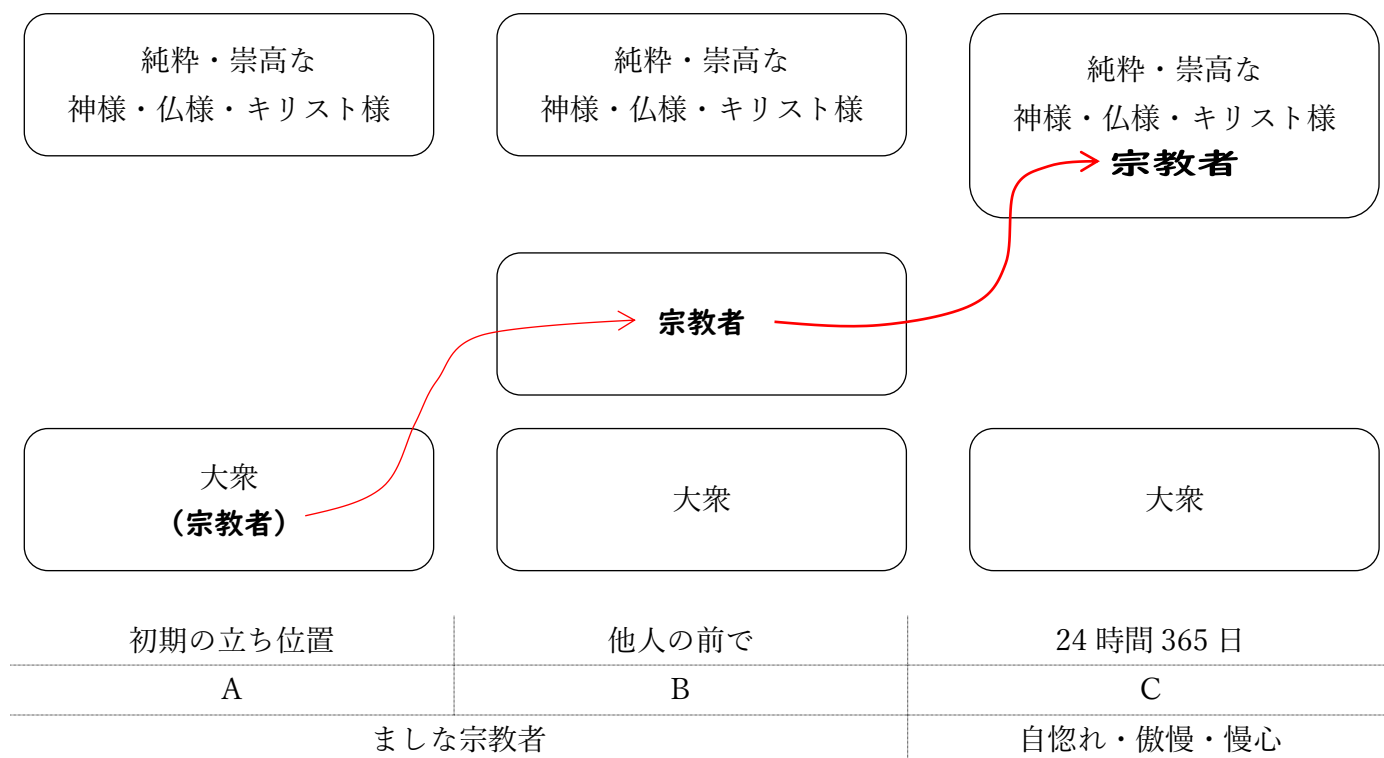 純粋・崇高な
神様・仏様・キリスト様
純粋・崇高な
神様・仏様・キリスト様
純粋・崇高な
神様・仏様・キリスト様
宗教者
宗教者
大衆
（宗教者）
大衆
大衆
初期の立ち位置
他人の前で
24 時間 365 日
A
B
C
ましな宗教者
自惚れ・傲慢・慢心